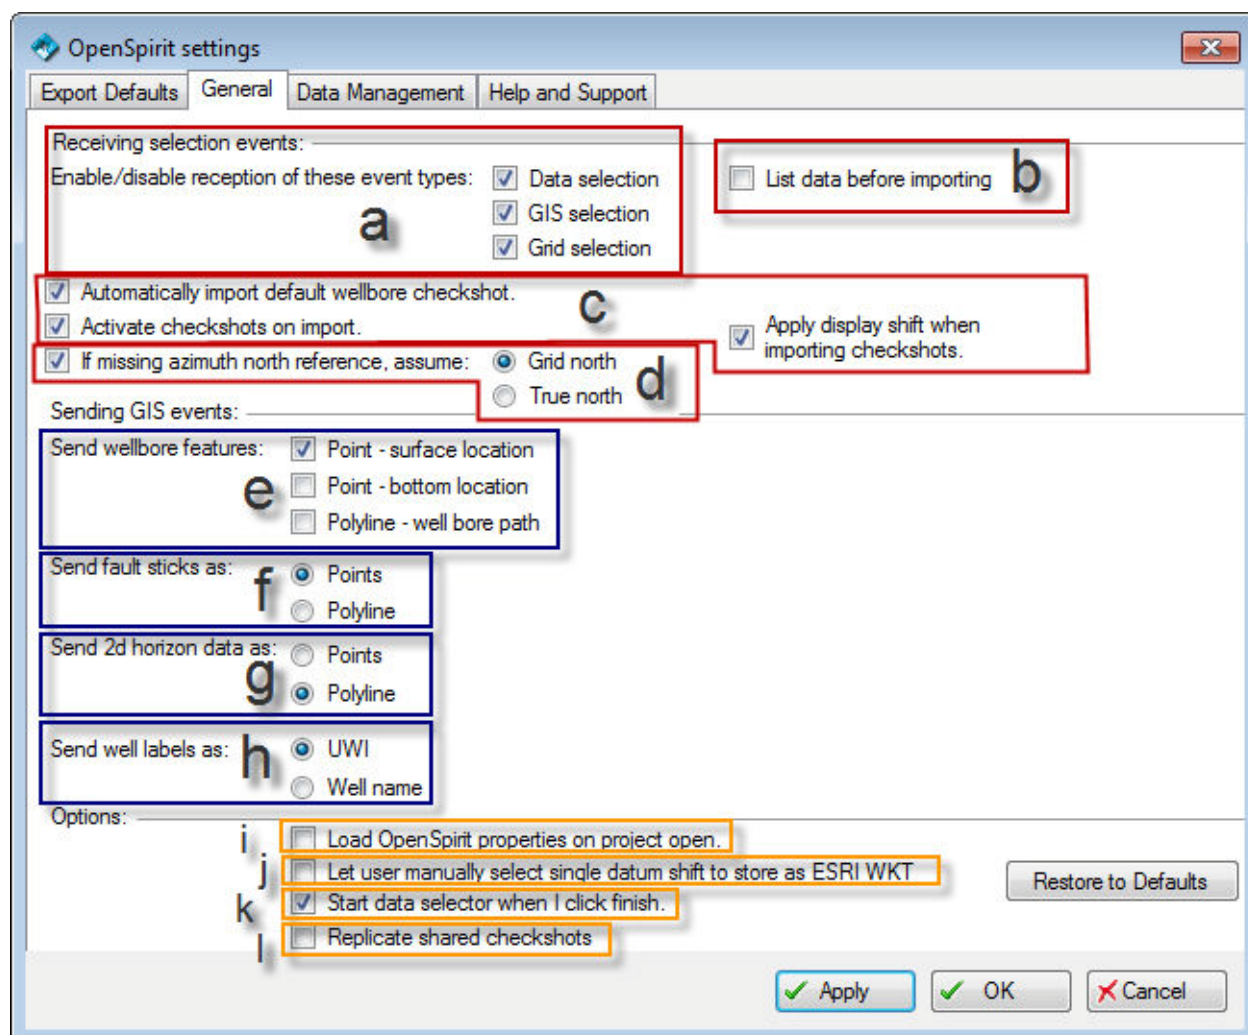 OpenSpirit settings
Export Defaults General Data Management Help and Support
Receiving selection events:
Enable/disable reception of these event types: Data selection List data before importing b
a GIS selection
Grid selection
Automatically import default wellbore checkshot. c
Activate checkshots on import. Apply display shift when
importing checkshots.
If missing azimuth north reference, assume: Grid north d
True north
Sending GIS events:
Send wellbore features: Point - surface location
e Point - bottom location
Polyline - well bore path
Send fault sticks as: f Points
Polyline
Send 2d horizon data as: Points
g Polyline
Send well labels as: h UWI
Well name
Options:
i Load OpenSpirit properties on project open.
j Let user manually select single datum shift to store as ESRI WKT Restore to Defaults
k Start data selector when I click finish.
l Replicate shared checkshots
Apply OK Cancel